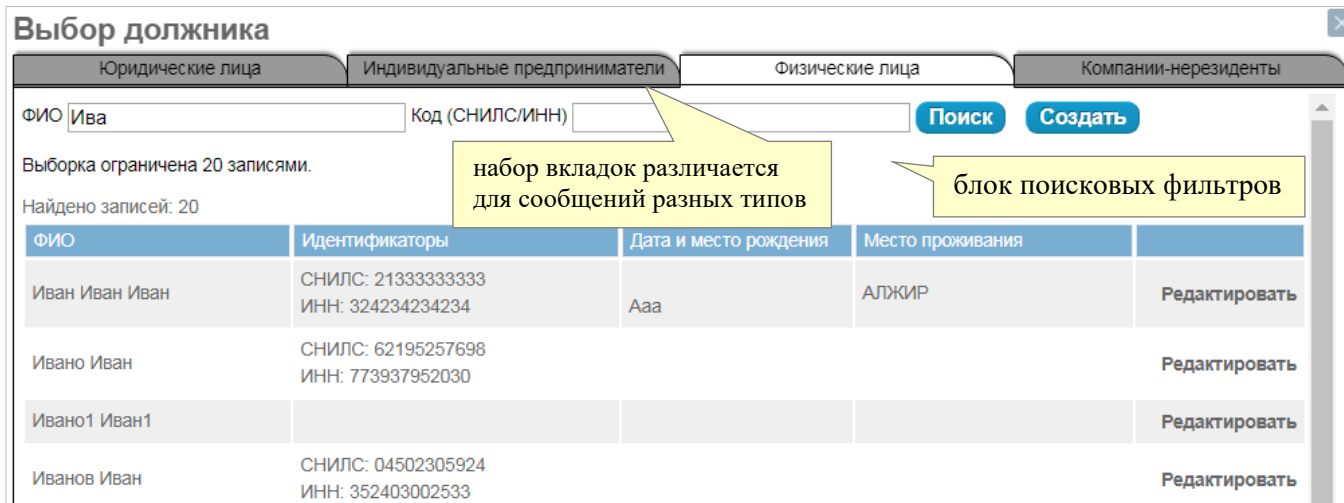 Выбор должника
Юридические лица Индивидуальные предприниматели Физические лица Компании-нерезиденты
ФИО Ива Код (СНИЛС/ИНН) Поиск Создать
Выборка ограничена 20 записями.
набор вкладок различается
для сообщений разных типов
блок поисковых фильтров
Найдено записей: 20
ФИО Идентификаторы Дата и место рождения Место проживания
Иван Иван Иван СНИЛС: 21333333333 АЛЖИР Редактировать
ИНН: 324234234234 Ааа
Ивано Иван СНИЛС: 62195257698 Редактировать
ИНН: 773937952030
Ивано1 Иван1 Редактировать
Иванов Иван СНИЛС: 04502305924 Редактировать
ИНН: 352403002533